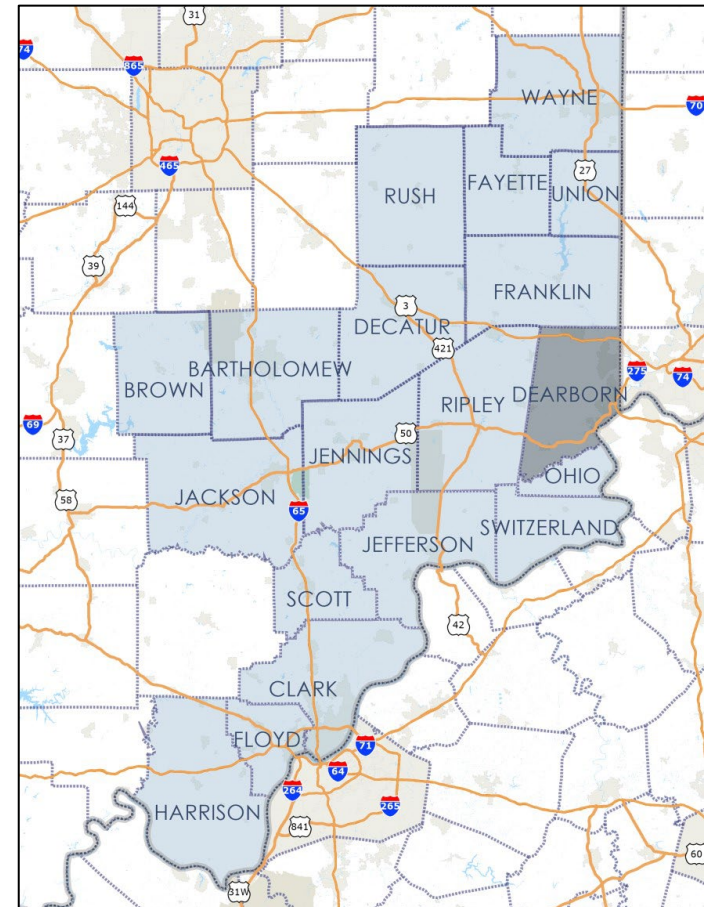 31
74
865
WAYNE
70
465
27
FAYETTE
RUSH
UNION
144
39
FRANKLIN
3
DECATUR
421
BARTHOLOMEW
275
74
BROWN
DEARBORN
RIPLEY
69
37
50
JENNINGS
OHIO
JACKSON
58
65
SWITZERLAND
JEFFERSON
SCOTT
42
CLARK
FLOYD
71
64
264
HARRISON
265
841
60
31W